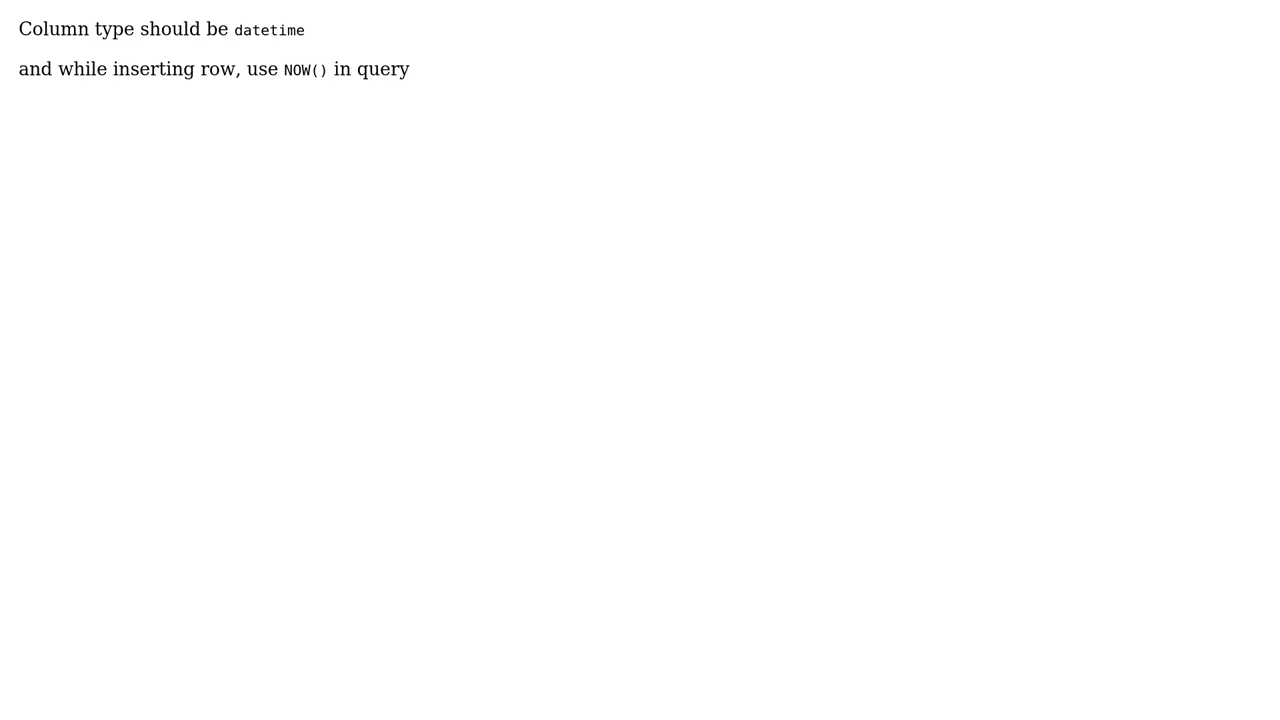 Column type should be datetime
and while inserting row, use NOW() in query